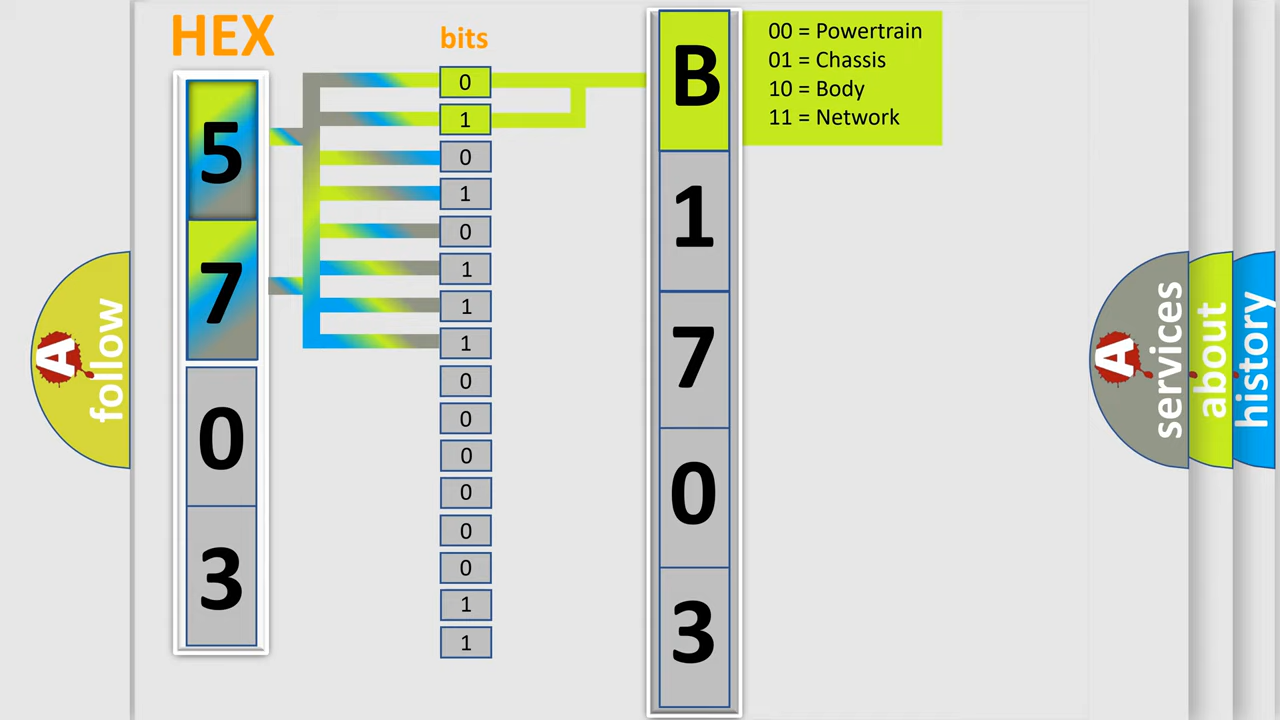 HEX
bits
5
7
0
3
0
1
0
1
0
1
1
1
0
0
0
0
0
0
1
1
B
1
7
0
3
00 = Powertrain
01 = Chassis
10 = Body
11 = Network
A
follow
A
services
about
history